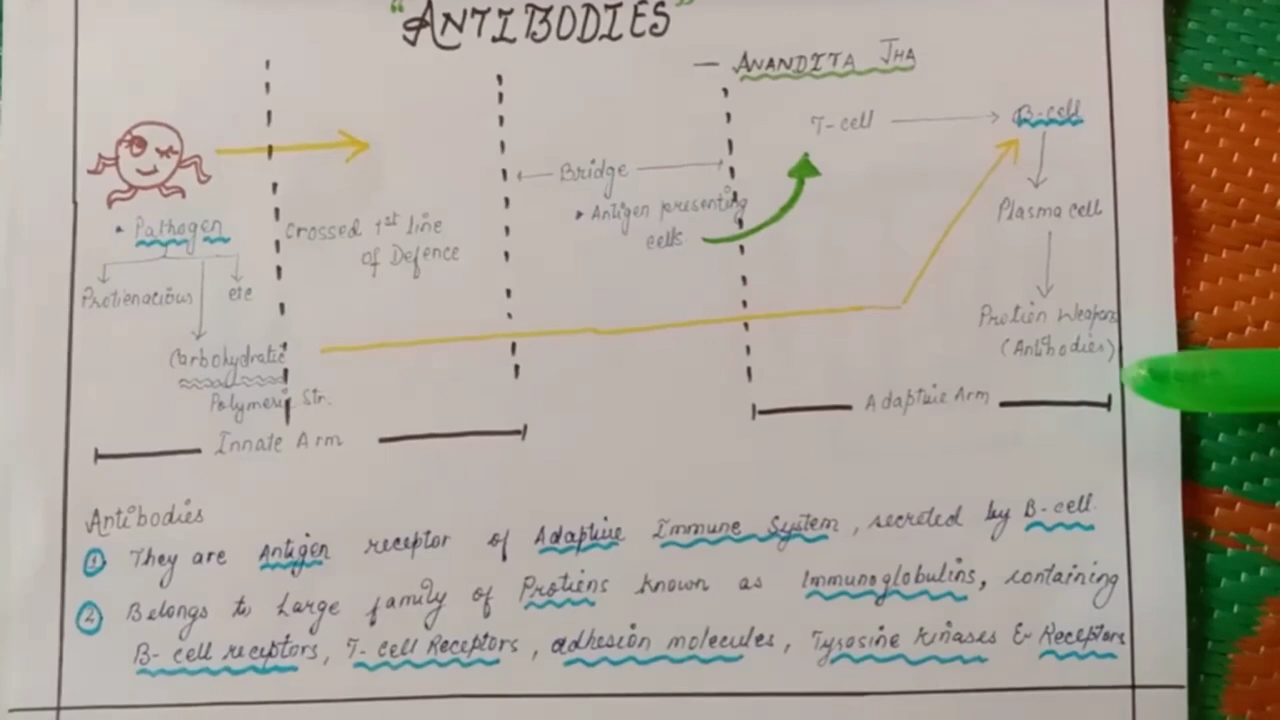 "ANTIBODIES"
— ANANDITA JHA
T-cell
B-cell
Bridge
Antigen presenting
cells
Plasma cell
Pathogen
Crossed 1st line
of Defence
Protienacious
etc
Carbohydratic
Polymeric Str.
Protien Weapons
(Antibodies)
Innate Arm
Adaptive Arm
Antibodies
① They are Antigen receptor of Adaptive Immune System, secreted by B-cell.
② Belongs to Large family of Protiens known as Immunoglobulins, containing
B-cell receptors, T-cell Receptors, adhesion molecules, Tyrosine kinases & Receptors